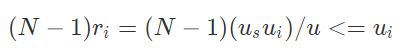 (N − 1)r_i = (N − 1)(u_s u_i)/u <= u_i